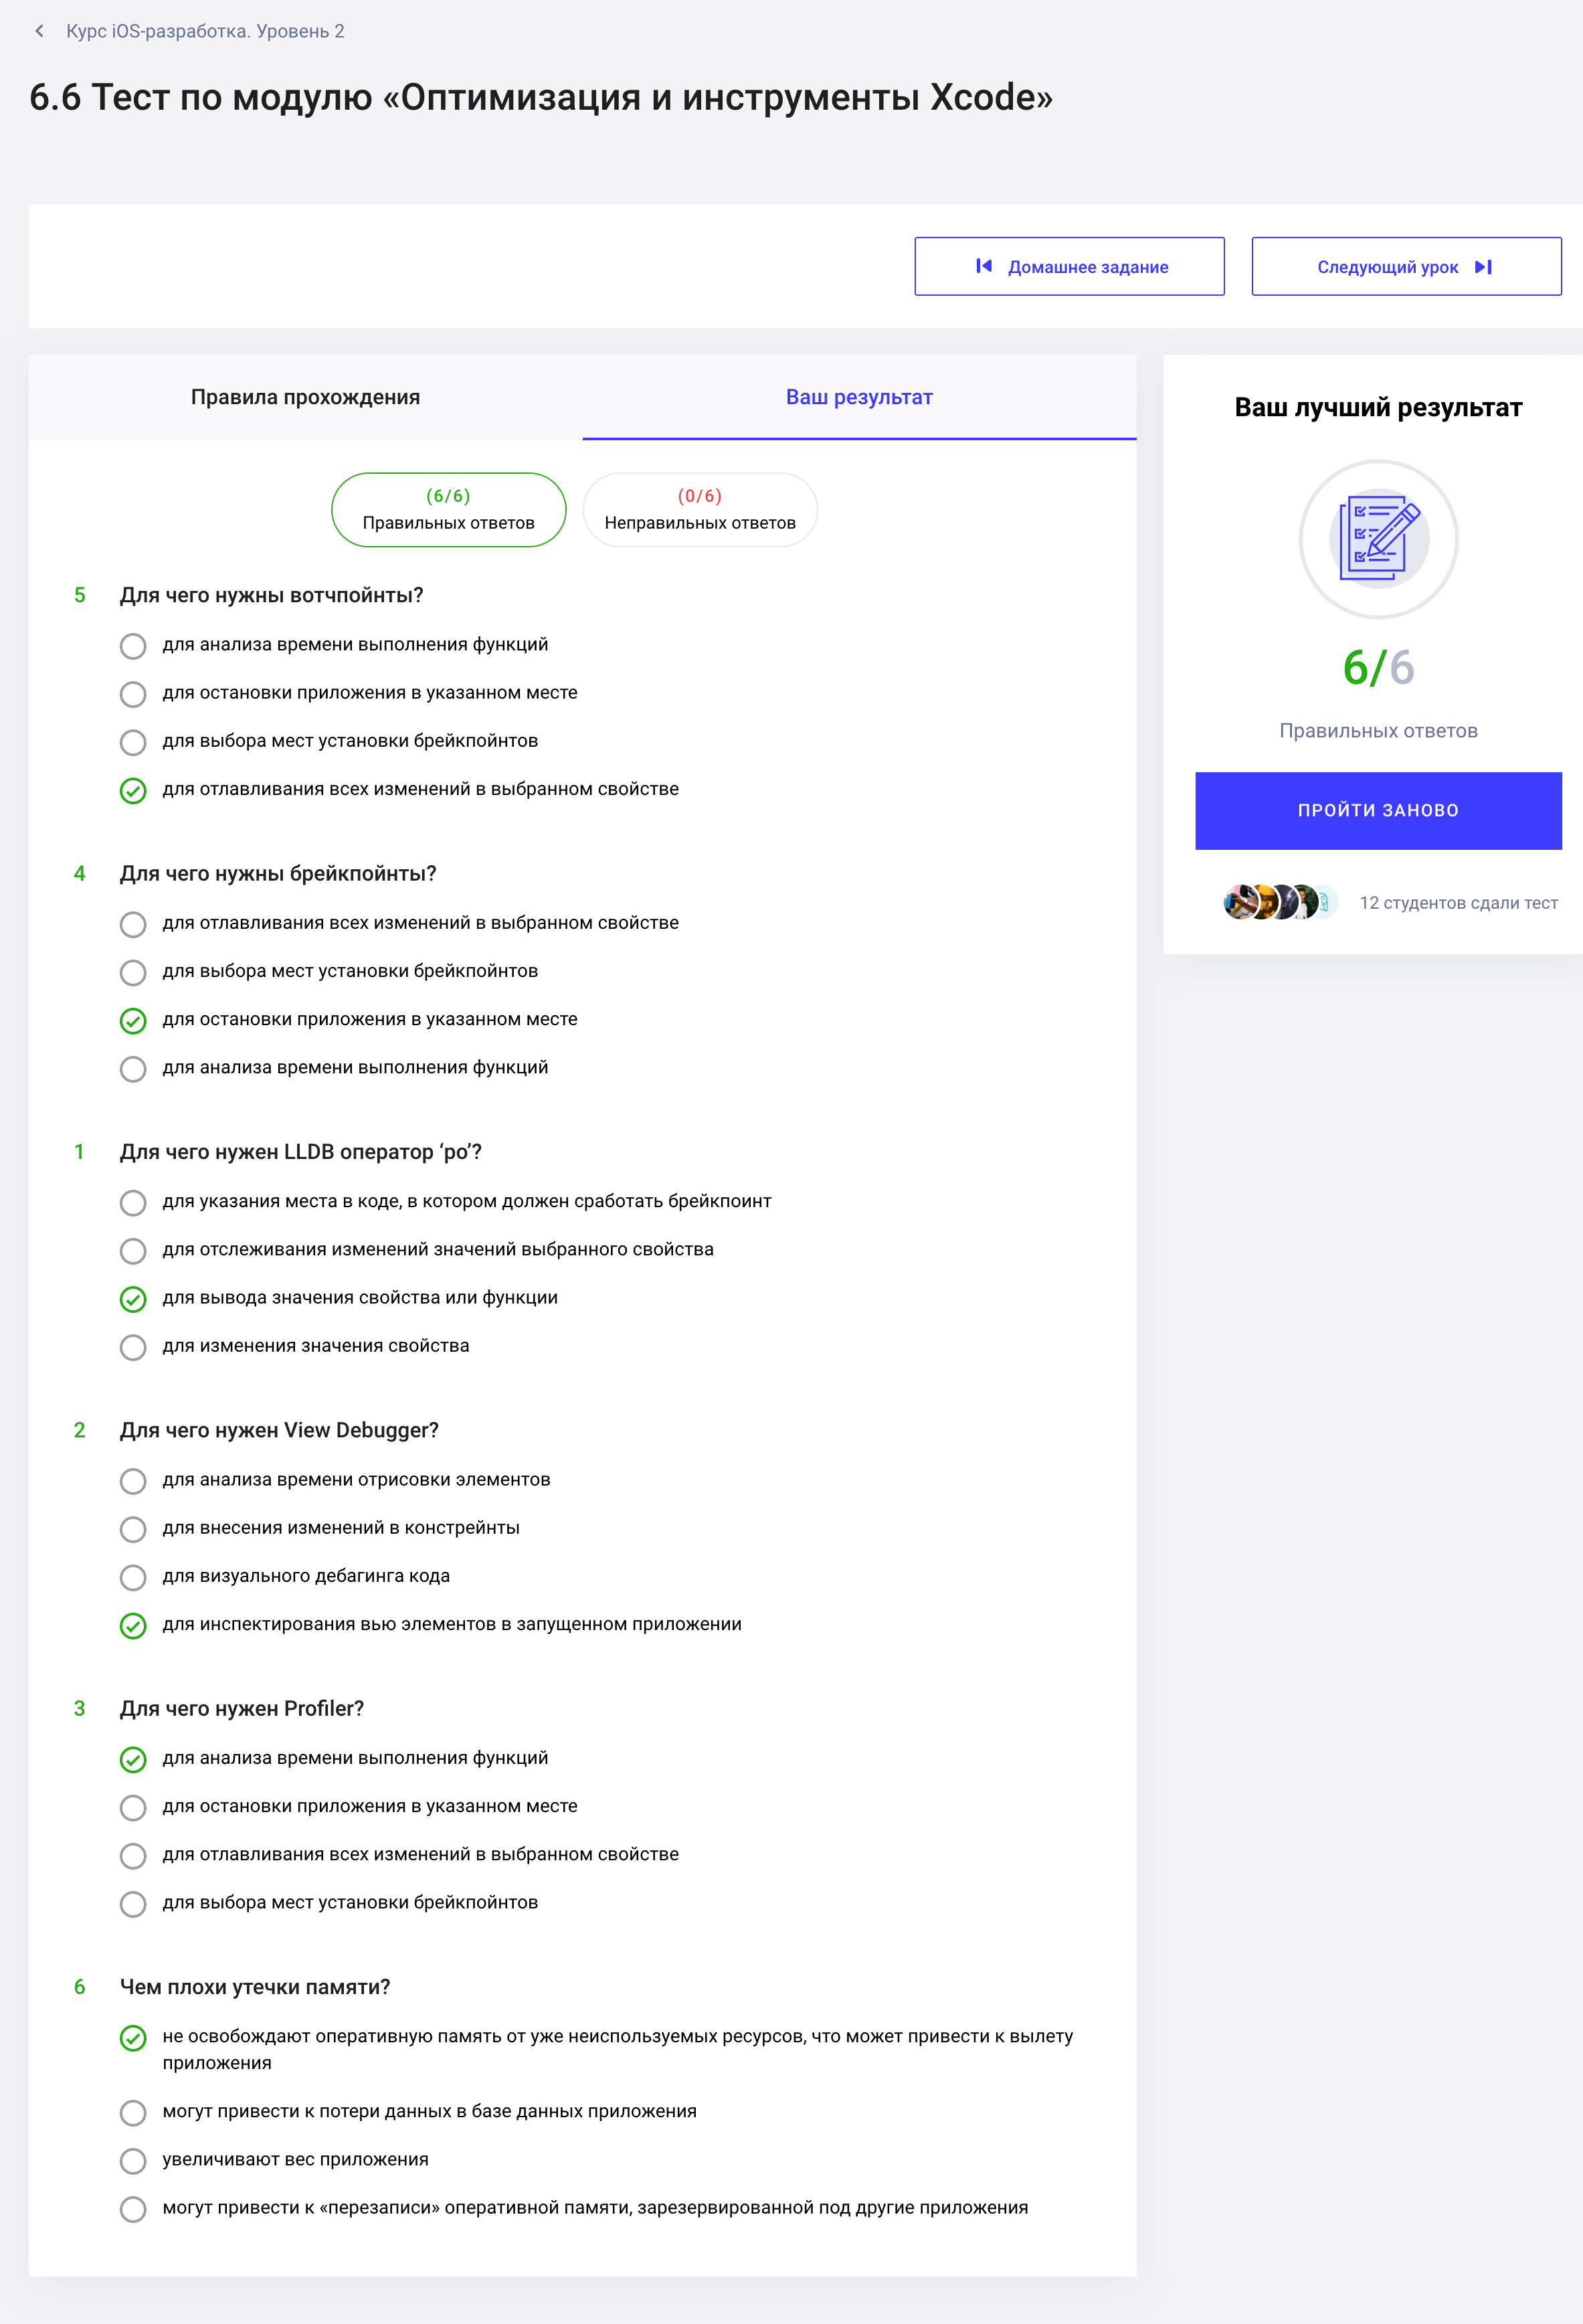 Курс iOS-разработка. Уровень 2
6.6 Тест по модулю «Оптимизация и инструменты Xcode»
Домашнее задание
Следующий урок
Правила прохождения
Ваш результат
(6/6)
Правильных ответов
(0/6)
Неправильных ответов
5 Для чего нужны вотчпойнты?
для анализа времени выполнения функций
для остановки приложения в указанном месте
для выбора мест установки брейкпойнтов
для отлавливания всех изменений в выбранном свойстве
4 Для чего нужны брейкпойнты?
для отлавливания всех изменений в выбранном свойстве
для выбора мест установки брейкпойнтов
для остановки приложения в указанном месте
для анализа времени выполнения функций
1 Для чего нужен LLDB оператор ‘po’?
для указания места в коде, в котором должен сработать брейкпоинт
для отслеживания изменений значений выбранного свойства
для вывода значения свойства или функции
для изменения значения свойства
2 Для чего нужен View Debugger?
для анализа времени отрисовки элементов
для внесения изменений в констрейнты
для визуального дебагинга кода
для инспектирования вью элементов в запущенном приложении
3 Для чего нужен Profiler?
для анализа времени выполнения функций
для остановки приложения в указанном месте
для отлавливания всех изменений в выбранном свойстве
для выбора мест установки брейкпойнтов
6 Чем плохи утечки памяти?
не освобождают оперативную память от уже неиспользуемых ресурсов, что может привести к вылету
приложения
могут привести к потери данных в базе данных приложения
увеличивают вес приложения
могут привести к «перезаписи» оперативной памяти, зарезервированной под другие приложения
Ваш лучший результат
6/6
Правильных ответов
ПРОЙТИ ЗАНОВО
12 студентов сдали тест